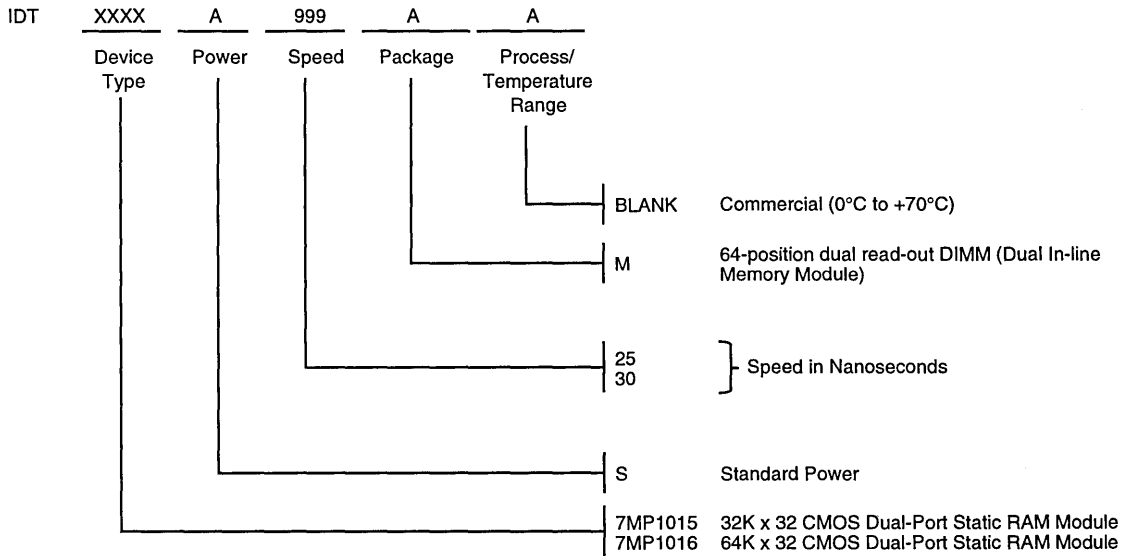 IDT XXXX A 999 A A
Device Type Power Speed Package Process/ Temperature Range
BLANK Commercial (0°C to +70°C)
M 64-position dual read-out DIMM (Dual In-line
Memory Module)
25
30
Speed in Nanoseconds
S Standard Power
7MP1015 32K x 32 CMOS Dual-Port Static RAM Module
7MP1016 64K x 32 CMOS Dual-Port Static RAM Module